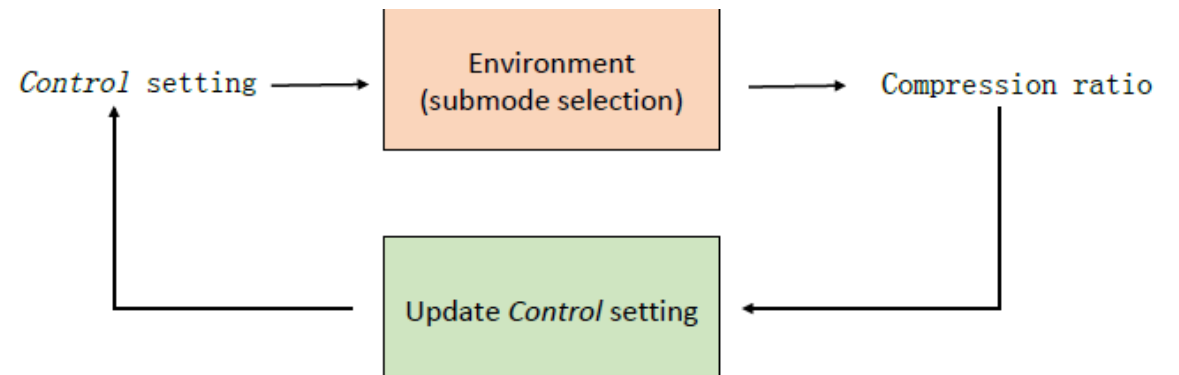 Control setting
Environment
(submode selection)
Compression ratio
Update Control setting